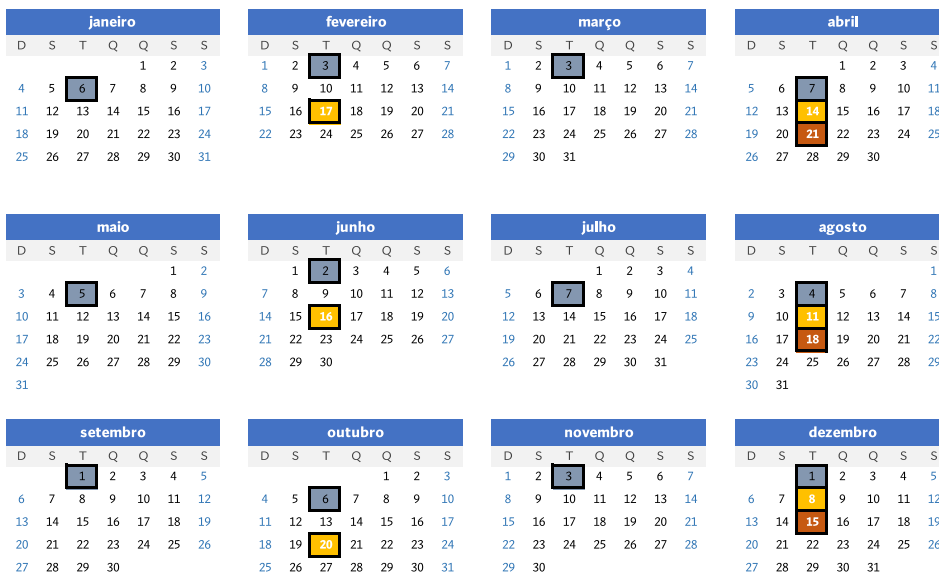 janeiro
D S T Q Q S S
1 2 3
4 5 6 7 8 9 10
11 12 13 14 15 16 17
18 19 20 21 22 23 24
25 26 27 28 29 30 31
fevereiro
D S T Q Q S S
1 2 3 4 5 6 7
8 9 10 11 12 13 14
15 16 17 18 19 20 21
22 23 24 25 26 27 28
março
D S T Q Q S S
1 2 3 4 5 6 7
8 9 10 11 12 13 14
15 16 17 18 19 20 21
22 23 24 25 26 27 28
29 30 31
abril
D S T Q Q S S
1 2 3 4
5 6 7 8 9 10 11
12 13 14 15 16 17 18
19 20 21 22 23 24 25
26 27 28 29 30
maio
D S T Q Q S S
1 2
3 4 5 6 7 8 9
10 11 12 13 14 15 16
17 18 19 20 21 22 23
24 25 26 27 28 29 30
31
junho
D S T Q Q S S
1 2 3 4 5 6
7 8 9 10 11 12 13
14 15 16 17 18 19 20
21 22 23 24 25 26 27
28 29 30
julho
D S T Q Q S S
1 2 3 4
5 6 7 8 9 10 11
12 13 14 15 16 17 18
19 20 21 22 23 24 25
26 27 28 29 30 31
agosto
D S T Q Q S S
1
2 3 4 5 6 7 8
9 10 11 12 13 14 15
16 17 18 19 20 21 22
23 24 25 26 27 28 29
30 31
setembro
D S T Q Q S S
1 2 3 4 5
6 7 8 9 10 11 12
13 14 15 16 17 18 19
20 21 22 23 24 25 26
27 28 29 30
outubro
D S T Q Q S S
1 2 3
4 5 6 7 8 9 10
11 12 13 14 15 16 17
18 19 20 21 22 23 24
25 26 27 28 29 30 31
novembro
D S T Q Q S S
1 2 3 4 5 6 7
8 9 10 11 12 13 14
15 16 17 18 19 20 21
22 23 24 25 26 27 28
29 30
dezembro
D S T Q Q S S
1 2 3 4 5
6 7 8 9 10 11 12
13 14 15 16 17 18 19
20 21 22 23 24 25 26
27 28 29 30 31